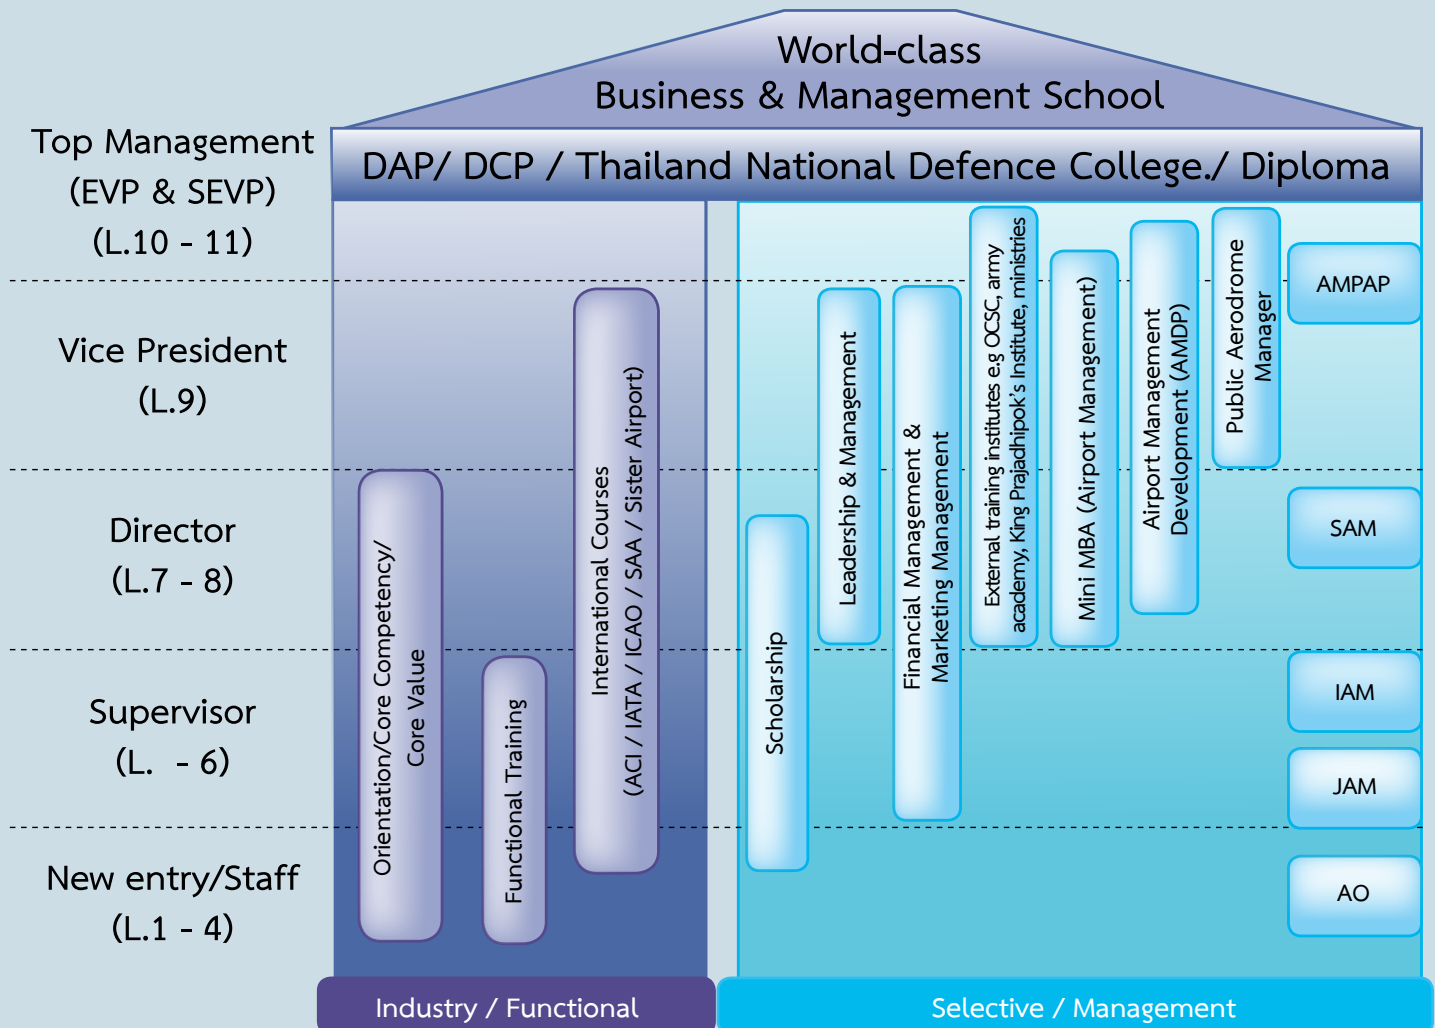 World-class
Business & Management School
DAP/ DCP / Thailand National Defence College./ Diploma
Top Management
(EVP & SEVP)
(L.10 - 11)
Vice President
(L.9)
Director
(L.7 - 8)
Supervisor
(L. - 6)
New entry/Staff
(L.1 - 4)
Orientation/Core Competency/
Core Value
Functional Training
International Courses
(ACI / IATA / ICAO / SAA / Sister Airport)
Scholarship
Leadership & Management
Financial Management &
Marketing Management
External training institutes e.g OCSC, army
academy, King Prajadhipok's Institute, ministries
Mini MBA (Airport Management)
Airport Management
Development (AMDP)
Public Aerodrome
Manager
AMPAP
SAM
IAM
JAM
AO
Industry / Functional
Selective / Management